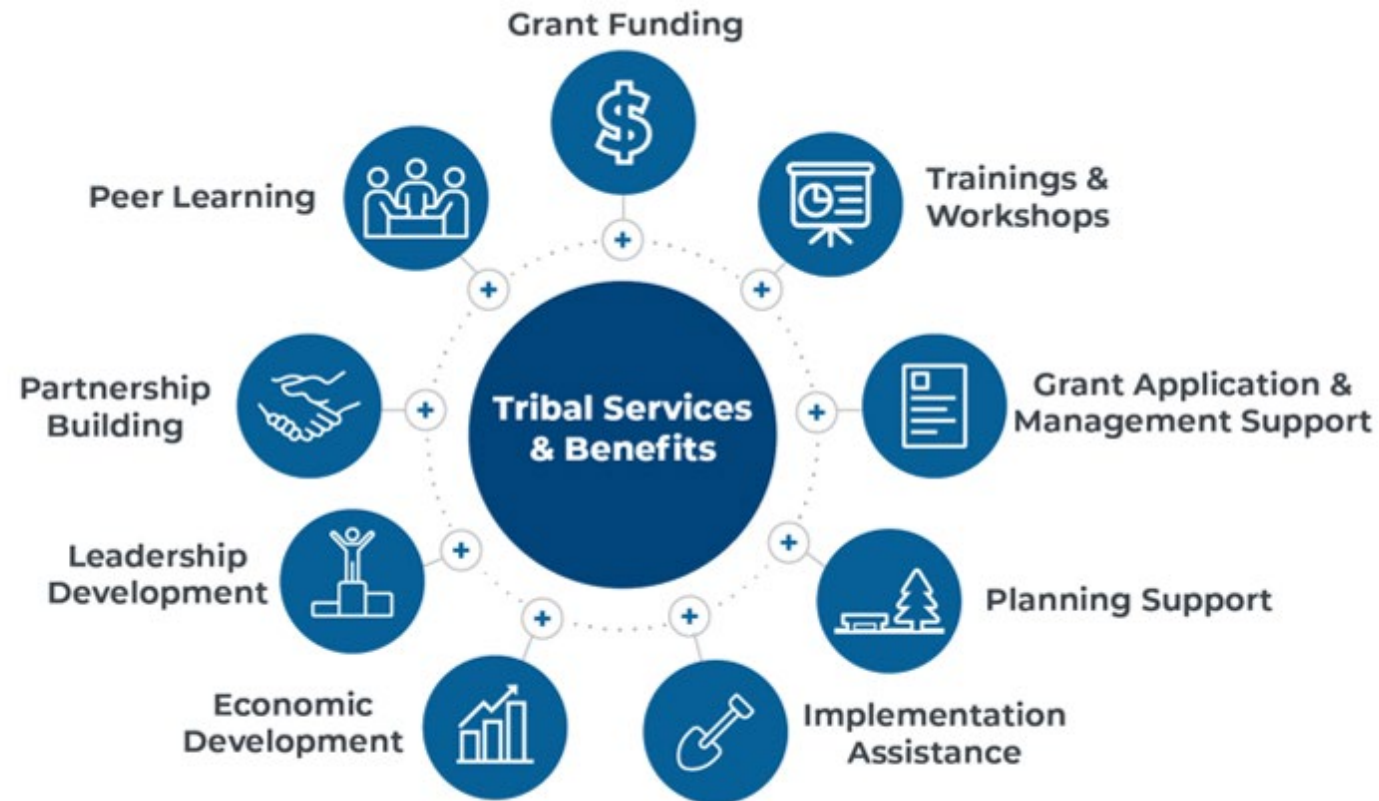 Grant Funding
Trainings &
Workshops
Grant Application &
Management Support
Planning Support
Implementation
Assistance
Economic
Development
Leadership
Development
Partnership
Building
Peer Learning
Tribal Services
& Benefits